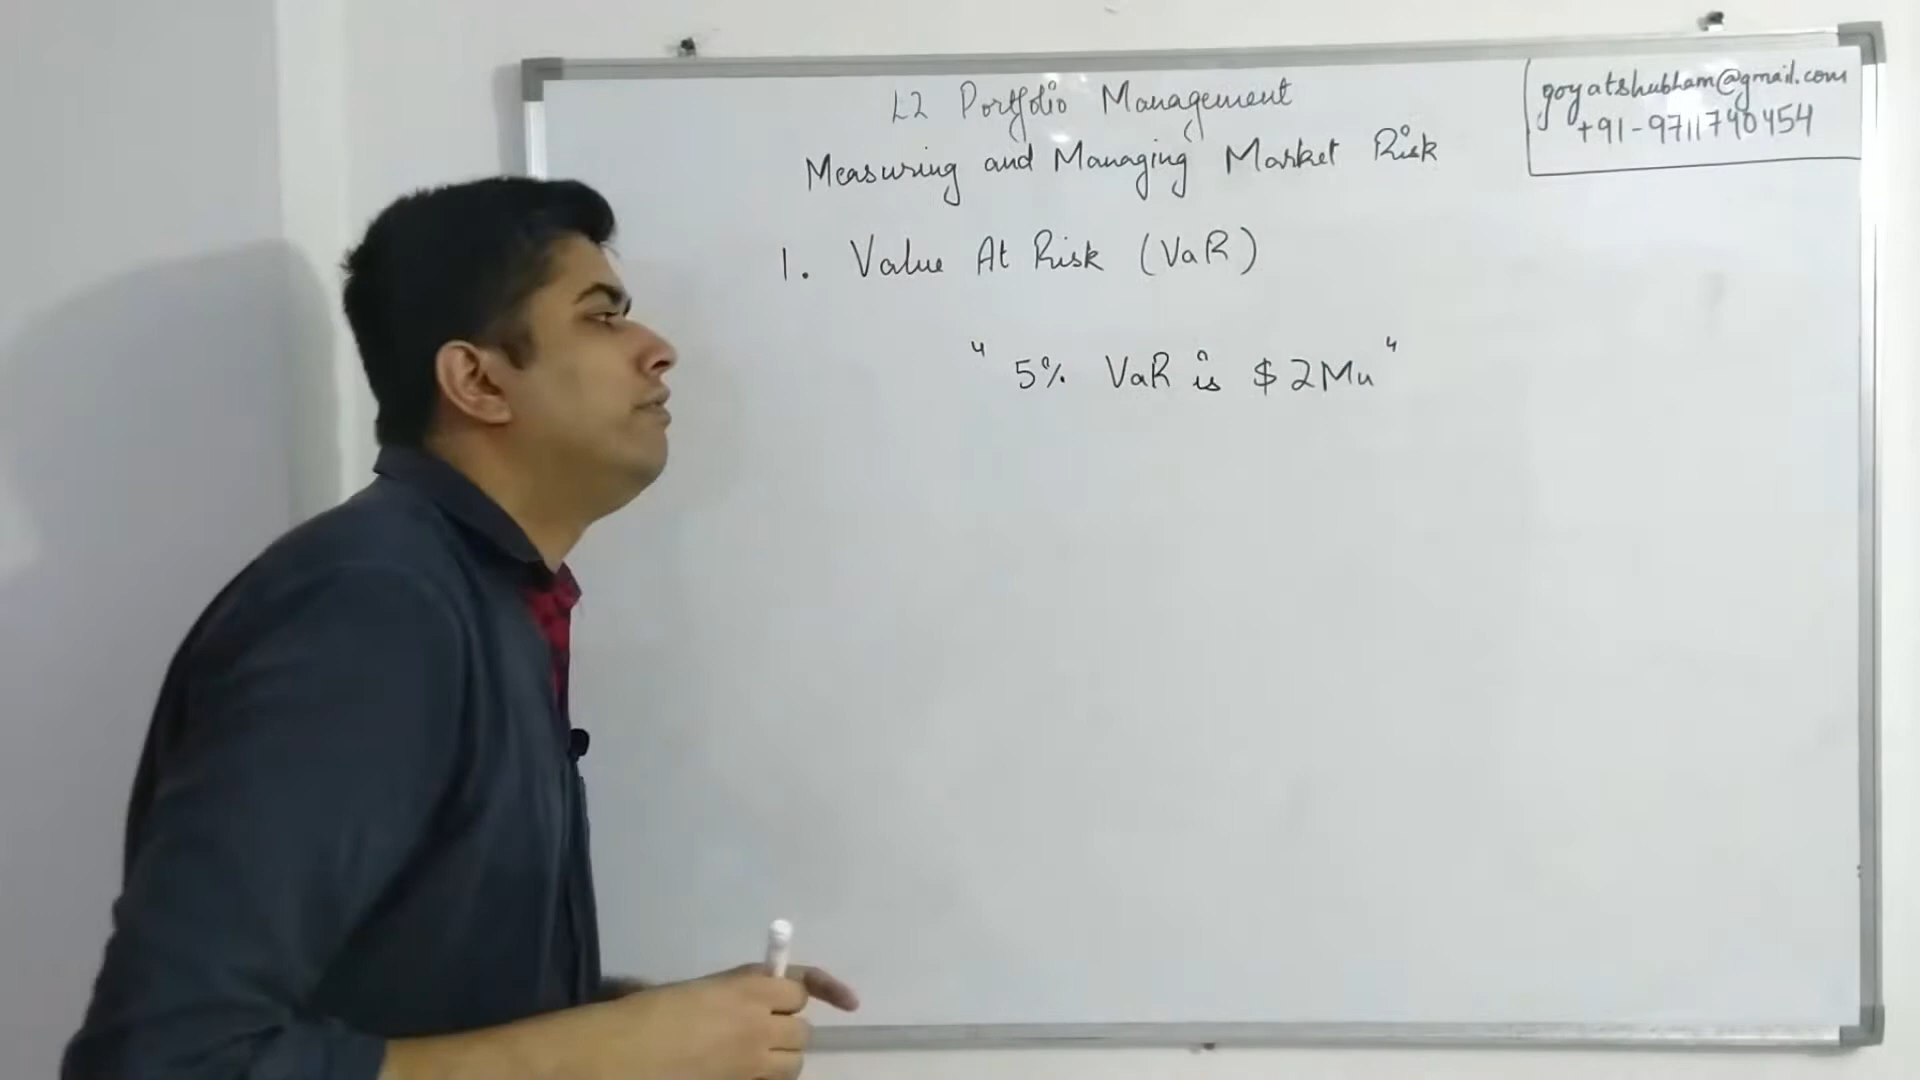 L2 Portfolio Management
Measuring and Managing Market Risk
goyatshubham@gmail.com
+91-9711740454
1. Value At Risk (VaR)
" 5% VaR is $2Mn "